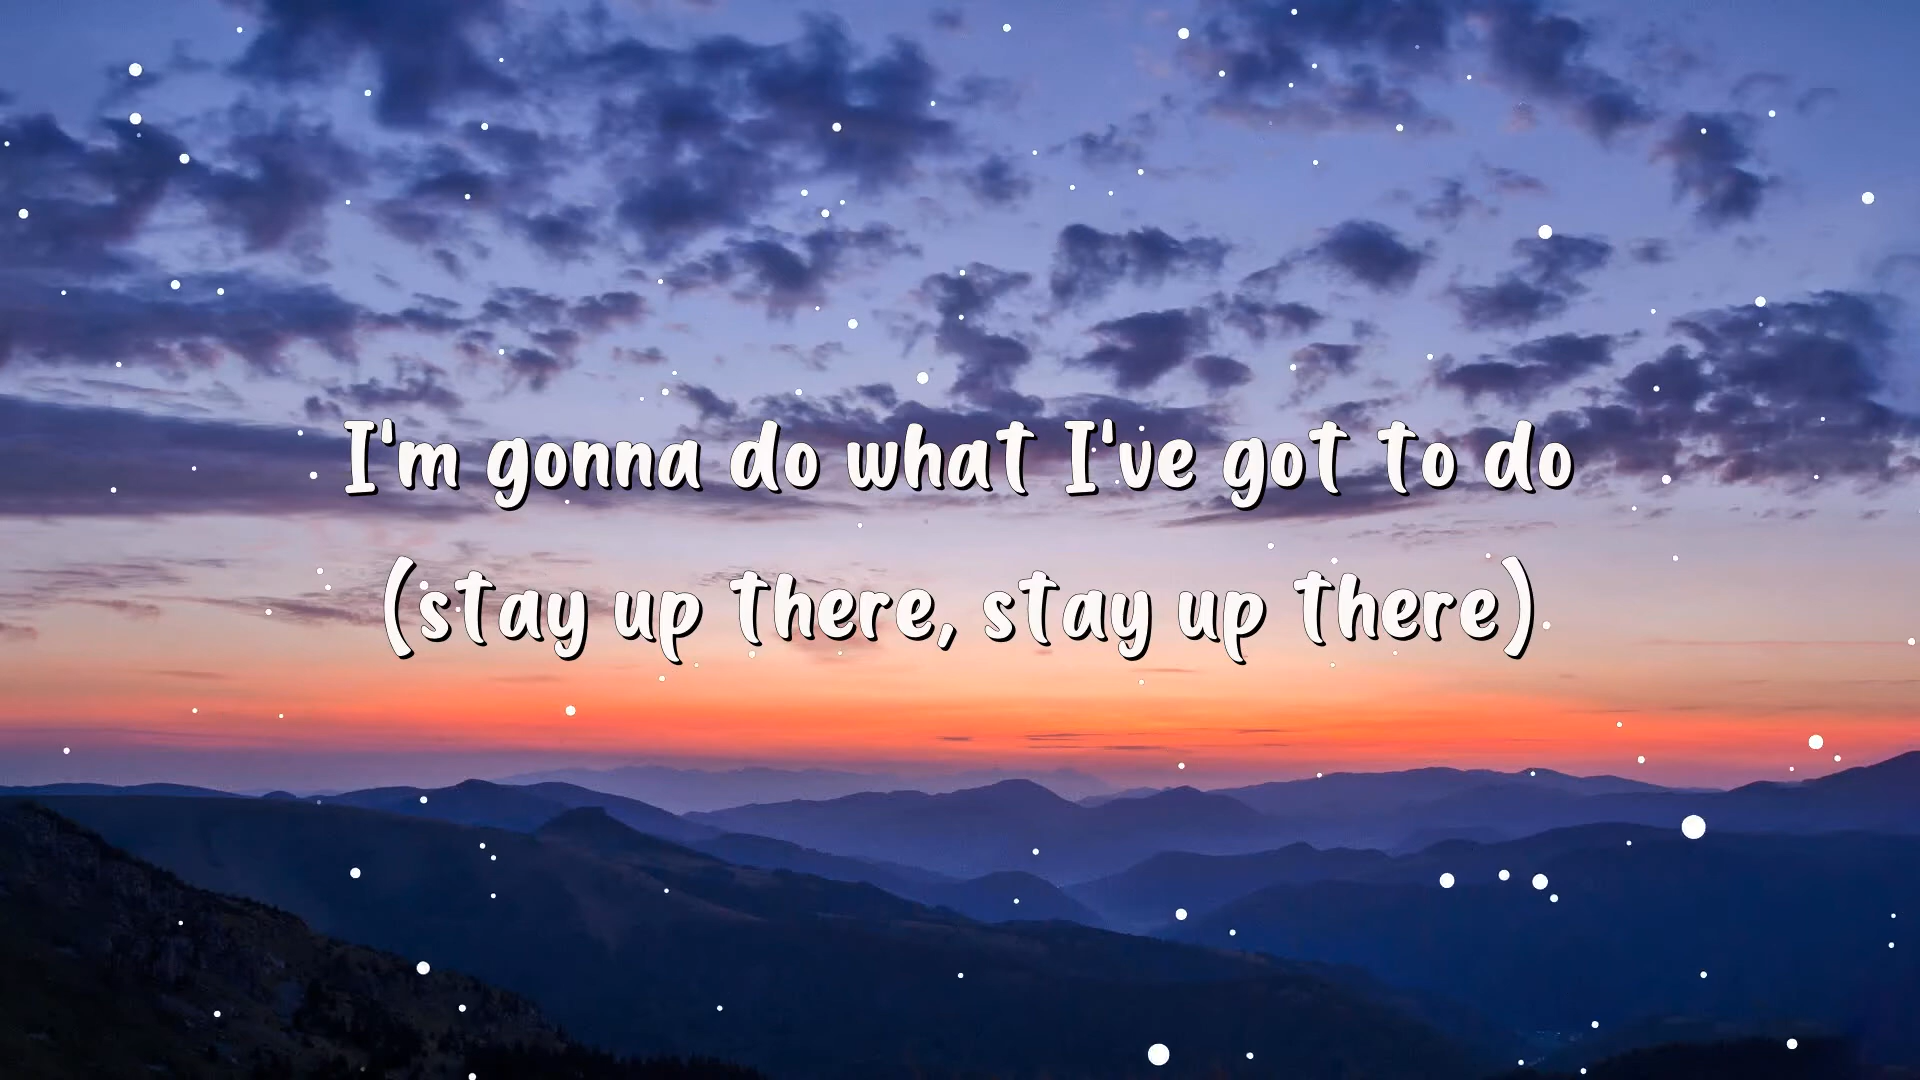 I'm gonna do what I've got to do
(stay up there, stay up there)